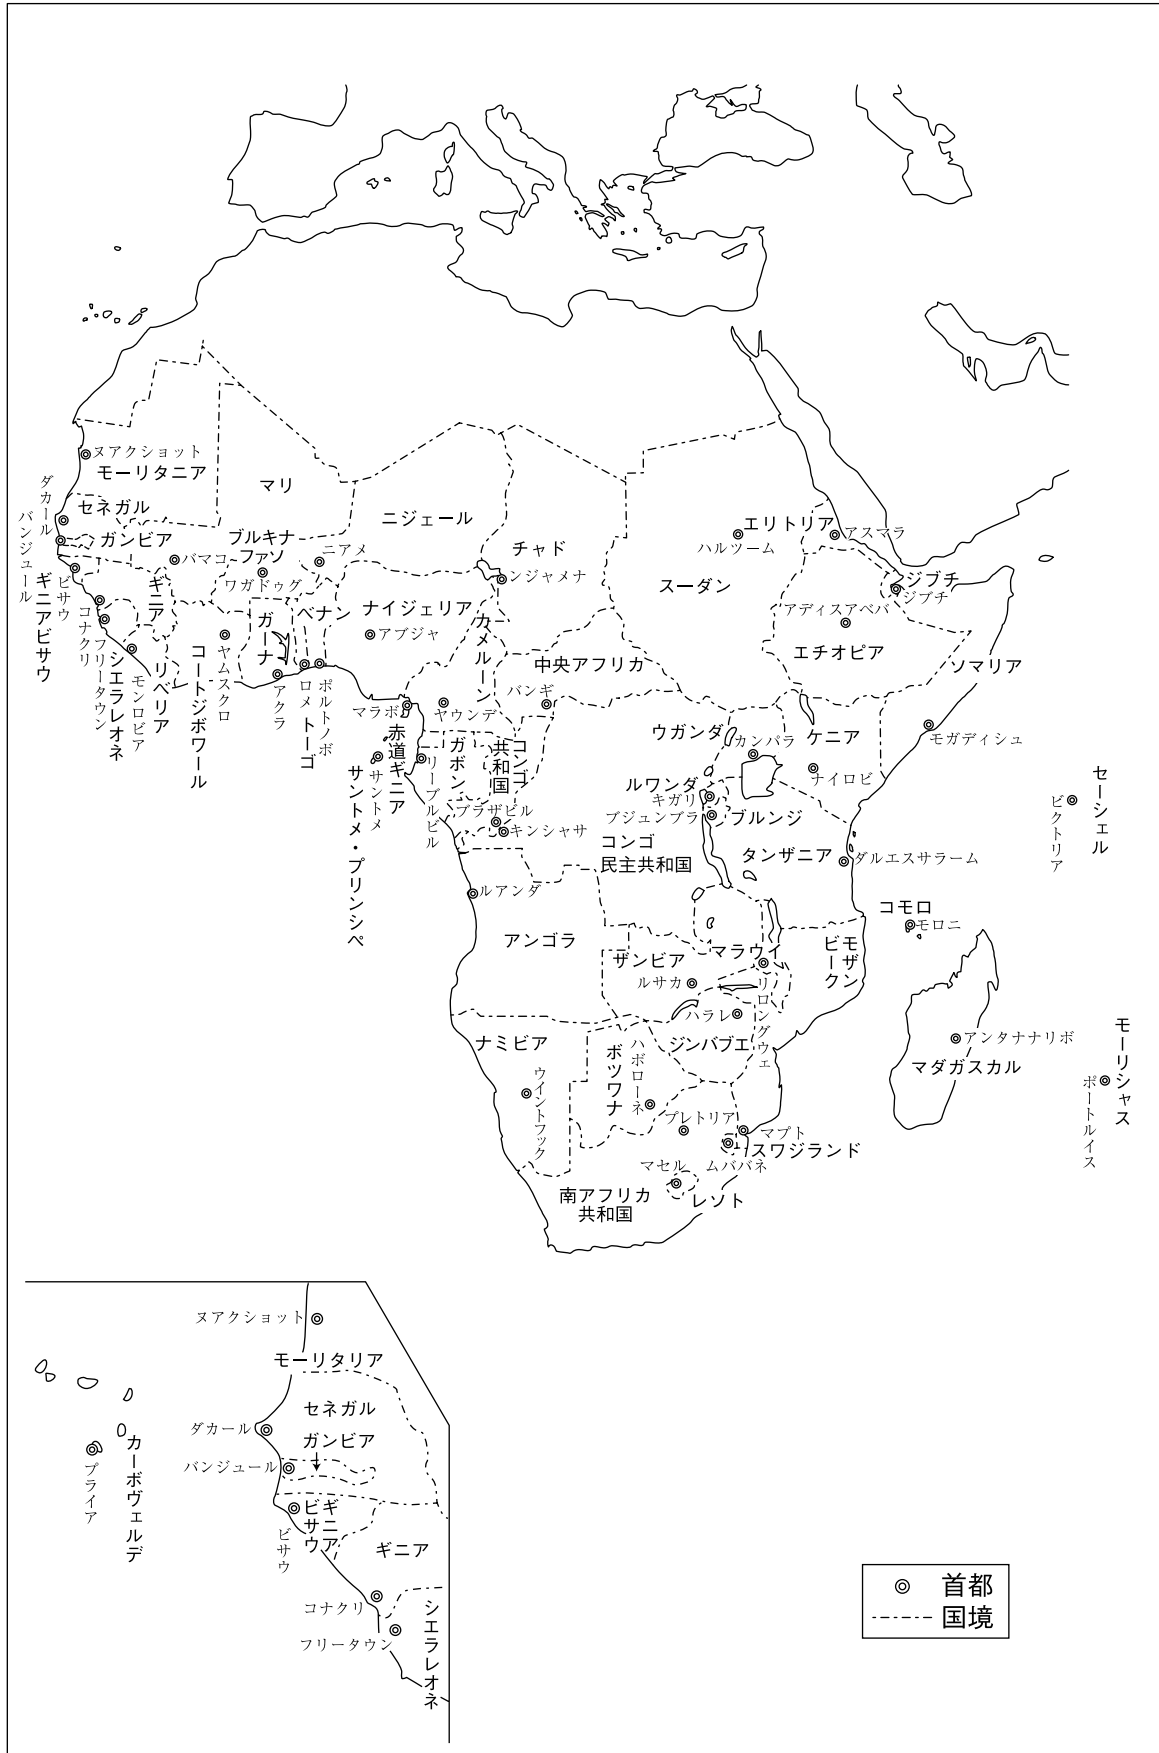 ヌアクショット
モーリタニア
マリ
ニジェール
チャド
スーダン
エリトリア
アスマラ
ハルツーム
ダカール
セネガル
バンジュール
ガンビア
ブルキナ
ファソ
ワガドゥグ
バマコ
ニアメ
ンジャメナ
ジブチ
ジブチ
アディスアベバ
エチオピア
ソマリア
ギニアビサウ
ビサウ
コナクリ
ギニア
フリータウン
シエラレオネ
モンロビア
リベリア
コートジボワール
ヤムスクロ
ガーナ
アクラ
ベナン
ロメ
トーゴ
ポルトノボ
ナイジェリア
アブジャ
カメルーン
ヤウンデ
中央アフリカ
バンギ
マラボ
赤道ギニア
サントメ
サントメ・プリンシペ
リーブルビル
ガボン
コンゴ
共和国
ブラザビル
キンシャサ
ウガンダ
カンパラ
ケニア
ナイロビ
モガディシュ
ルワンダ
キガリ
ブジュンブラ
ブルンジ
コンゴ
民主共和国
タンザニア
ダルエスサラーム
セーシェル
ビクトリア
ルアンダ
アンゴラ
コモロ
モロニ
ザンビア
ルサカ
マラウイ
リロングウェ
モザン
ビーク
ハラレ
ジンバブエ
ナミビア
ウイントフック
ボツワナ
ハボローネ
アンタナナリボ
マダガスカル
モーリシャス
ポートルイス
プレトリア
マプト
スワジランド
ムババネ
マセル
レソト
南アフリカ
共和国
ヌアクショット
モーリタリア
セネガル
ダカール
ガンビア
バンジュール
ギニア
ビサウ
ビサウ
ギニア
コナクリ
フリータウン
シエラレオネ
カーボヴェルデ
プライア
首都
国境